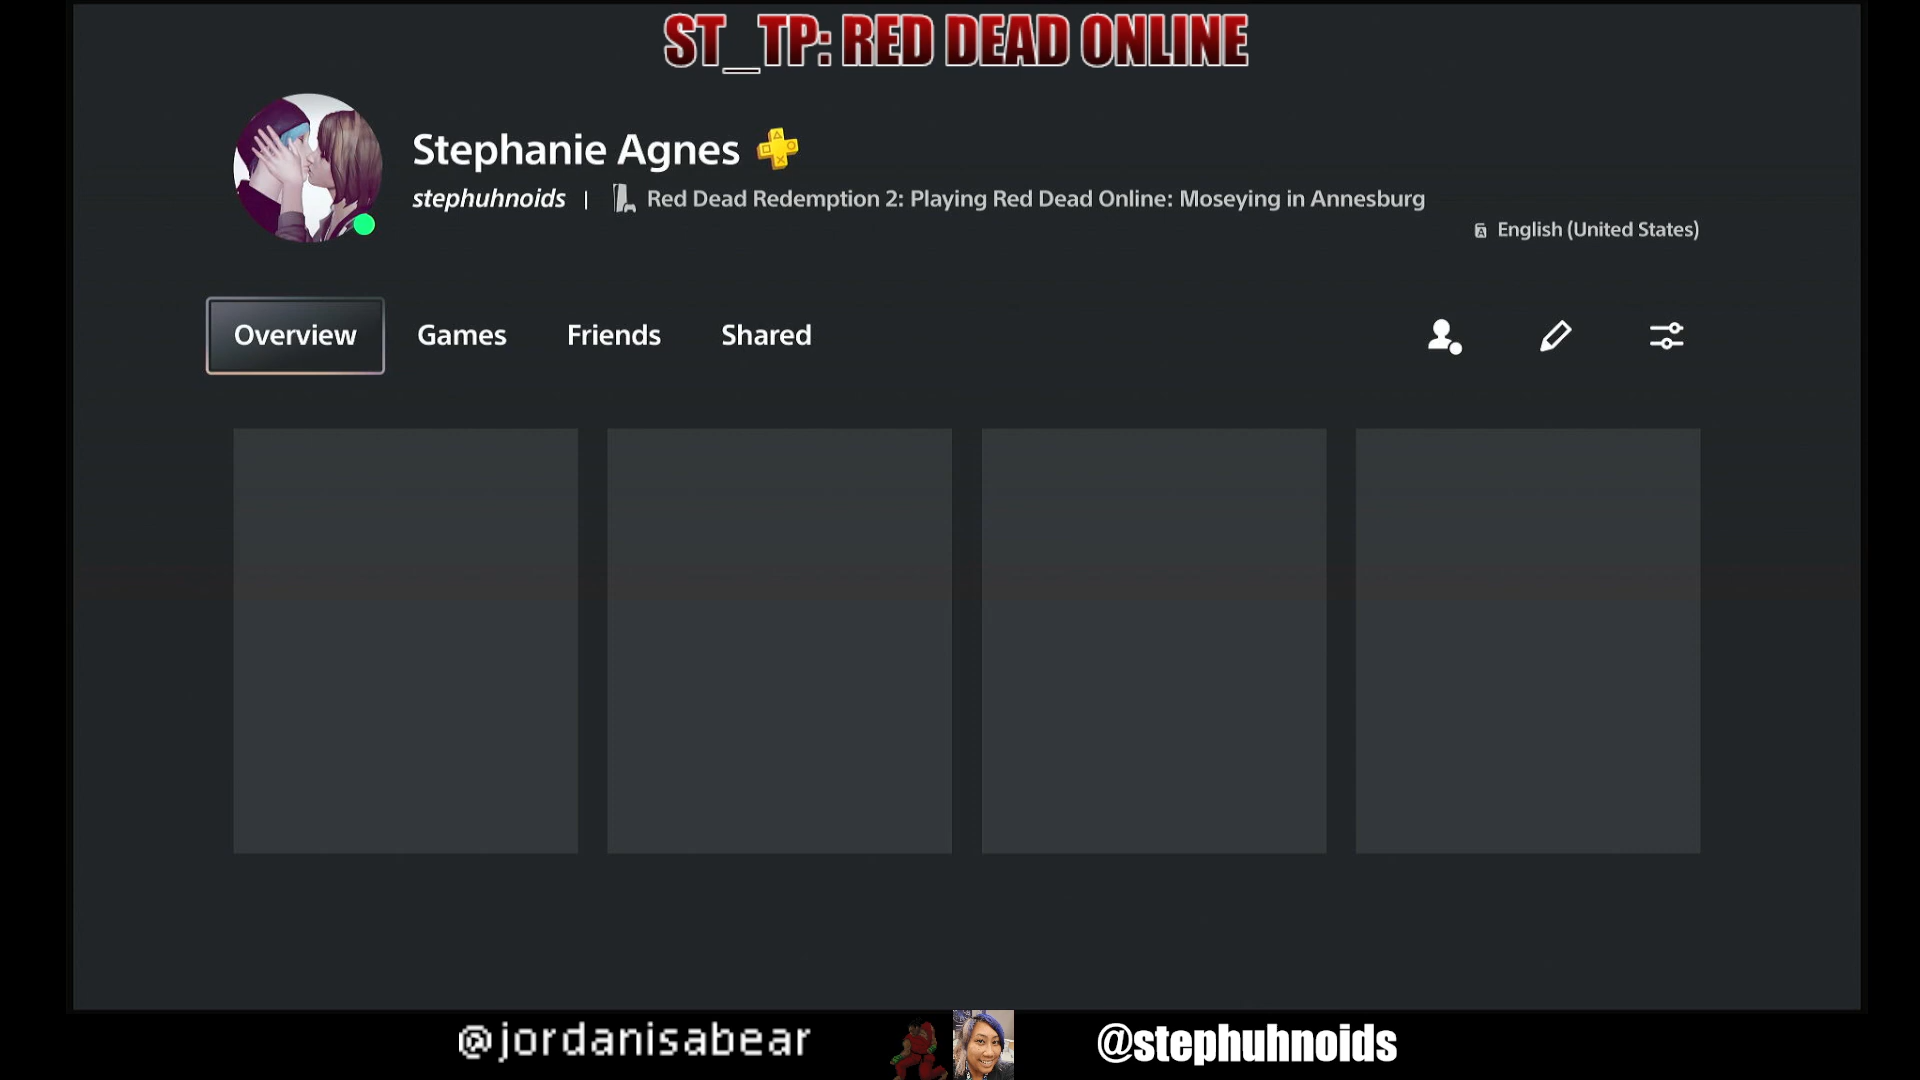 ST_TP: RED DEAD ONLINE
Stephanie Agnes
stephuhnoids | Red Dead Redemption 2: Playing Red Dead Online: Moseying in Annesburg
English (United States)
Overview Games Friends Shared
@jordanisabear @stephuhnoids